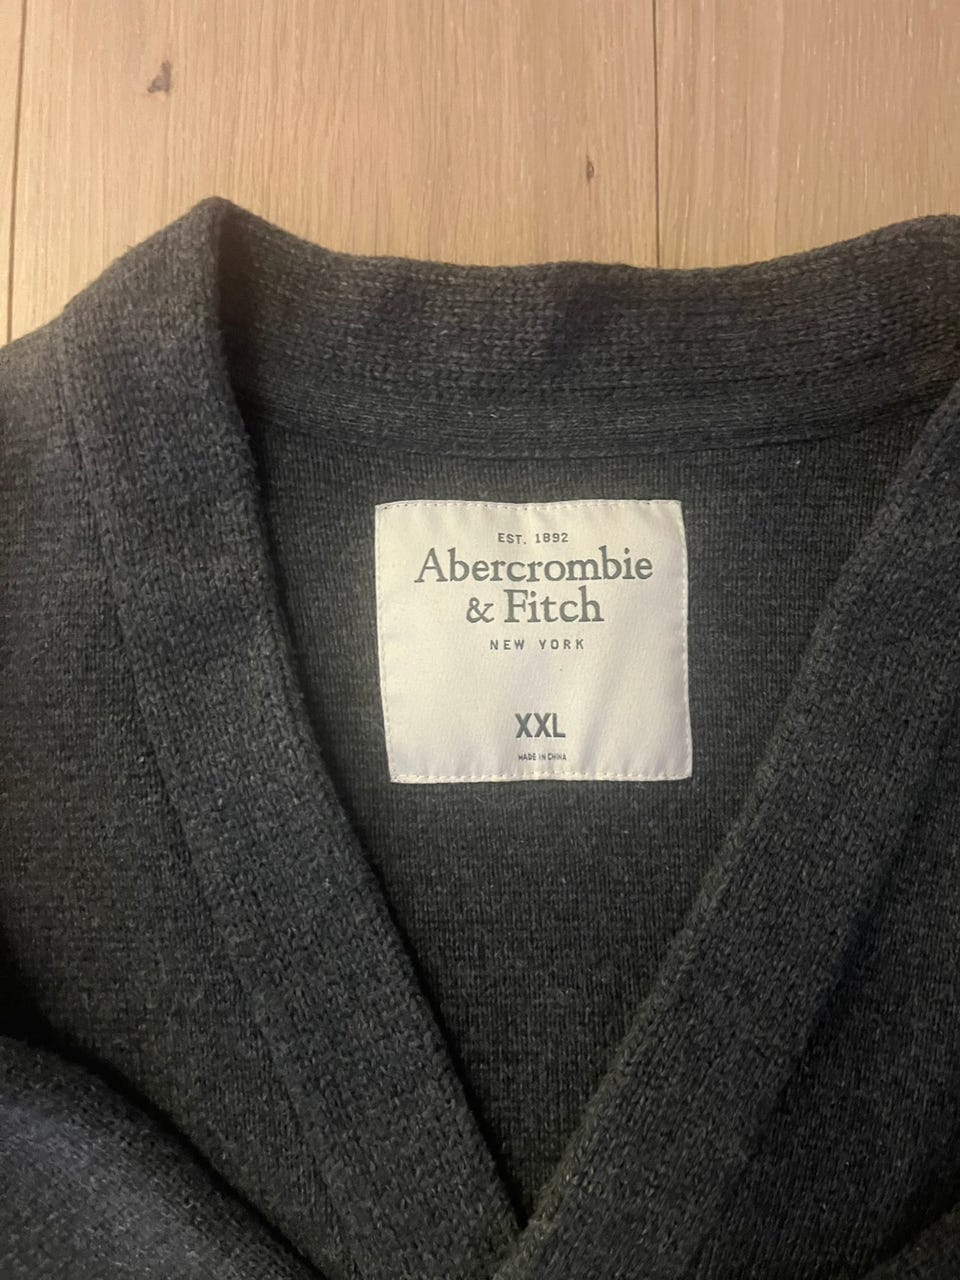 EST. 1892
Abercrombie
& Fitch
NEW YORK
XXL
MADE IN CHINA